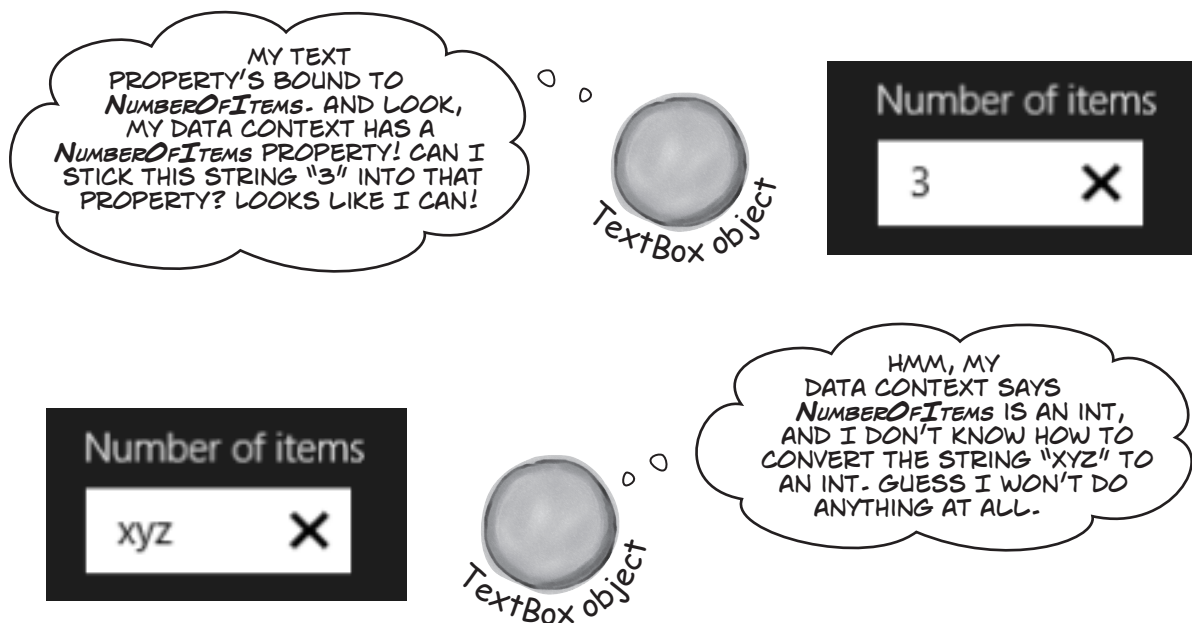 MY TEXT
PROPERTY'S BOUND TO
NUMBEROFITEMS. AND LOOK,
MY DATA CONTEXT HAS A
NUMBEROFITEMS PROPERTY! CAN I
STICK THIS STRING "3" INTO THAT
PROPERTY? LOOKS LIKE I CAN!
TextBox object
Number of items
3
HMM, MY
DATA CONTEXT SAYS
NUMBEROFITEMS IS AN INT,
AND I DON'T KNOW HOW TO
CONVERT THE STRING "XYZ" TO
AN INT. GUESS I WON'T DO
ANYTHING AT ALL.
Number of items
xyz
TextBox object